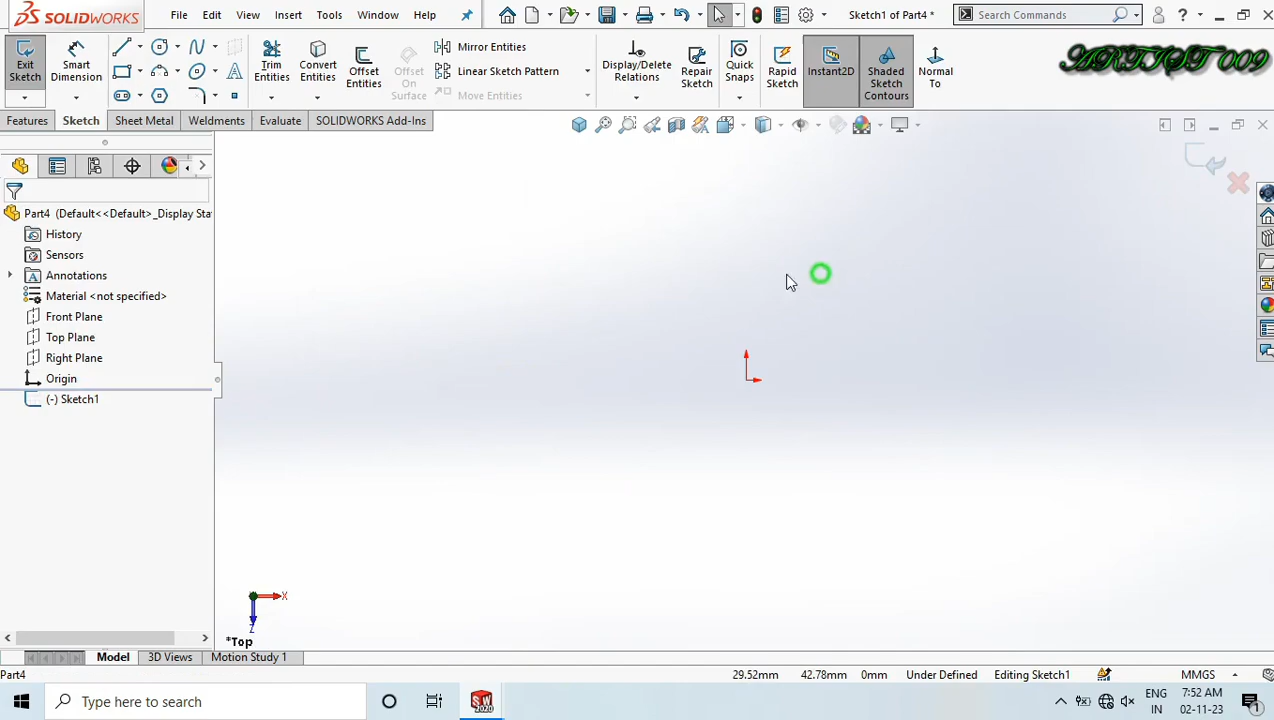 SOLIDWORKS File Edit View Insert Tools Window Help Sketch1 of Part4 * Search Commands ?
Exit Sketch
Smart Dimension
Trim Entities
Convert Entities
Offset Entities
Offset On Surface
Mirror Entities
Linear Sketch Pattern
Move Entities
Display/Delete Relations
Repair Sketch
Quick Snaps
Rapid Sketch
Instant2D
Shaded Sketch Contours
Normal To
ARTIST 009
Features Sketch Sheet Metal Weldments Evaluate SOLIDWORKS Add-Ins
Part4 (Default<<Default>_Display Sta
History
Sensors
Annotations
Material <not specified>
Front Plane
Top Plane
Right Plane
Origin
(-) Sketch1
X
Z
*Top
Model 3D Views Motion Study 1
Part4 29.52mm 42.78mm 0mm Under Defined Editing Sketch1 MMGS
Type here to search
SW 2020
ENG IN
7:52 AM
02-11-23
1